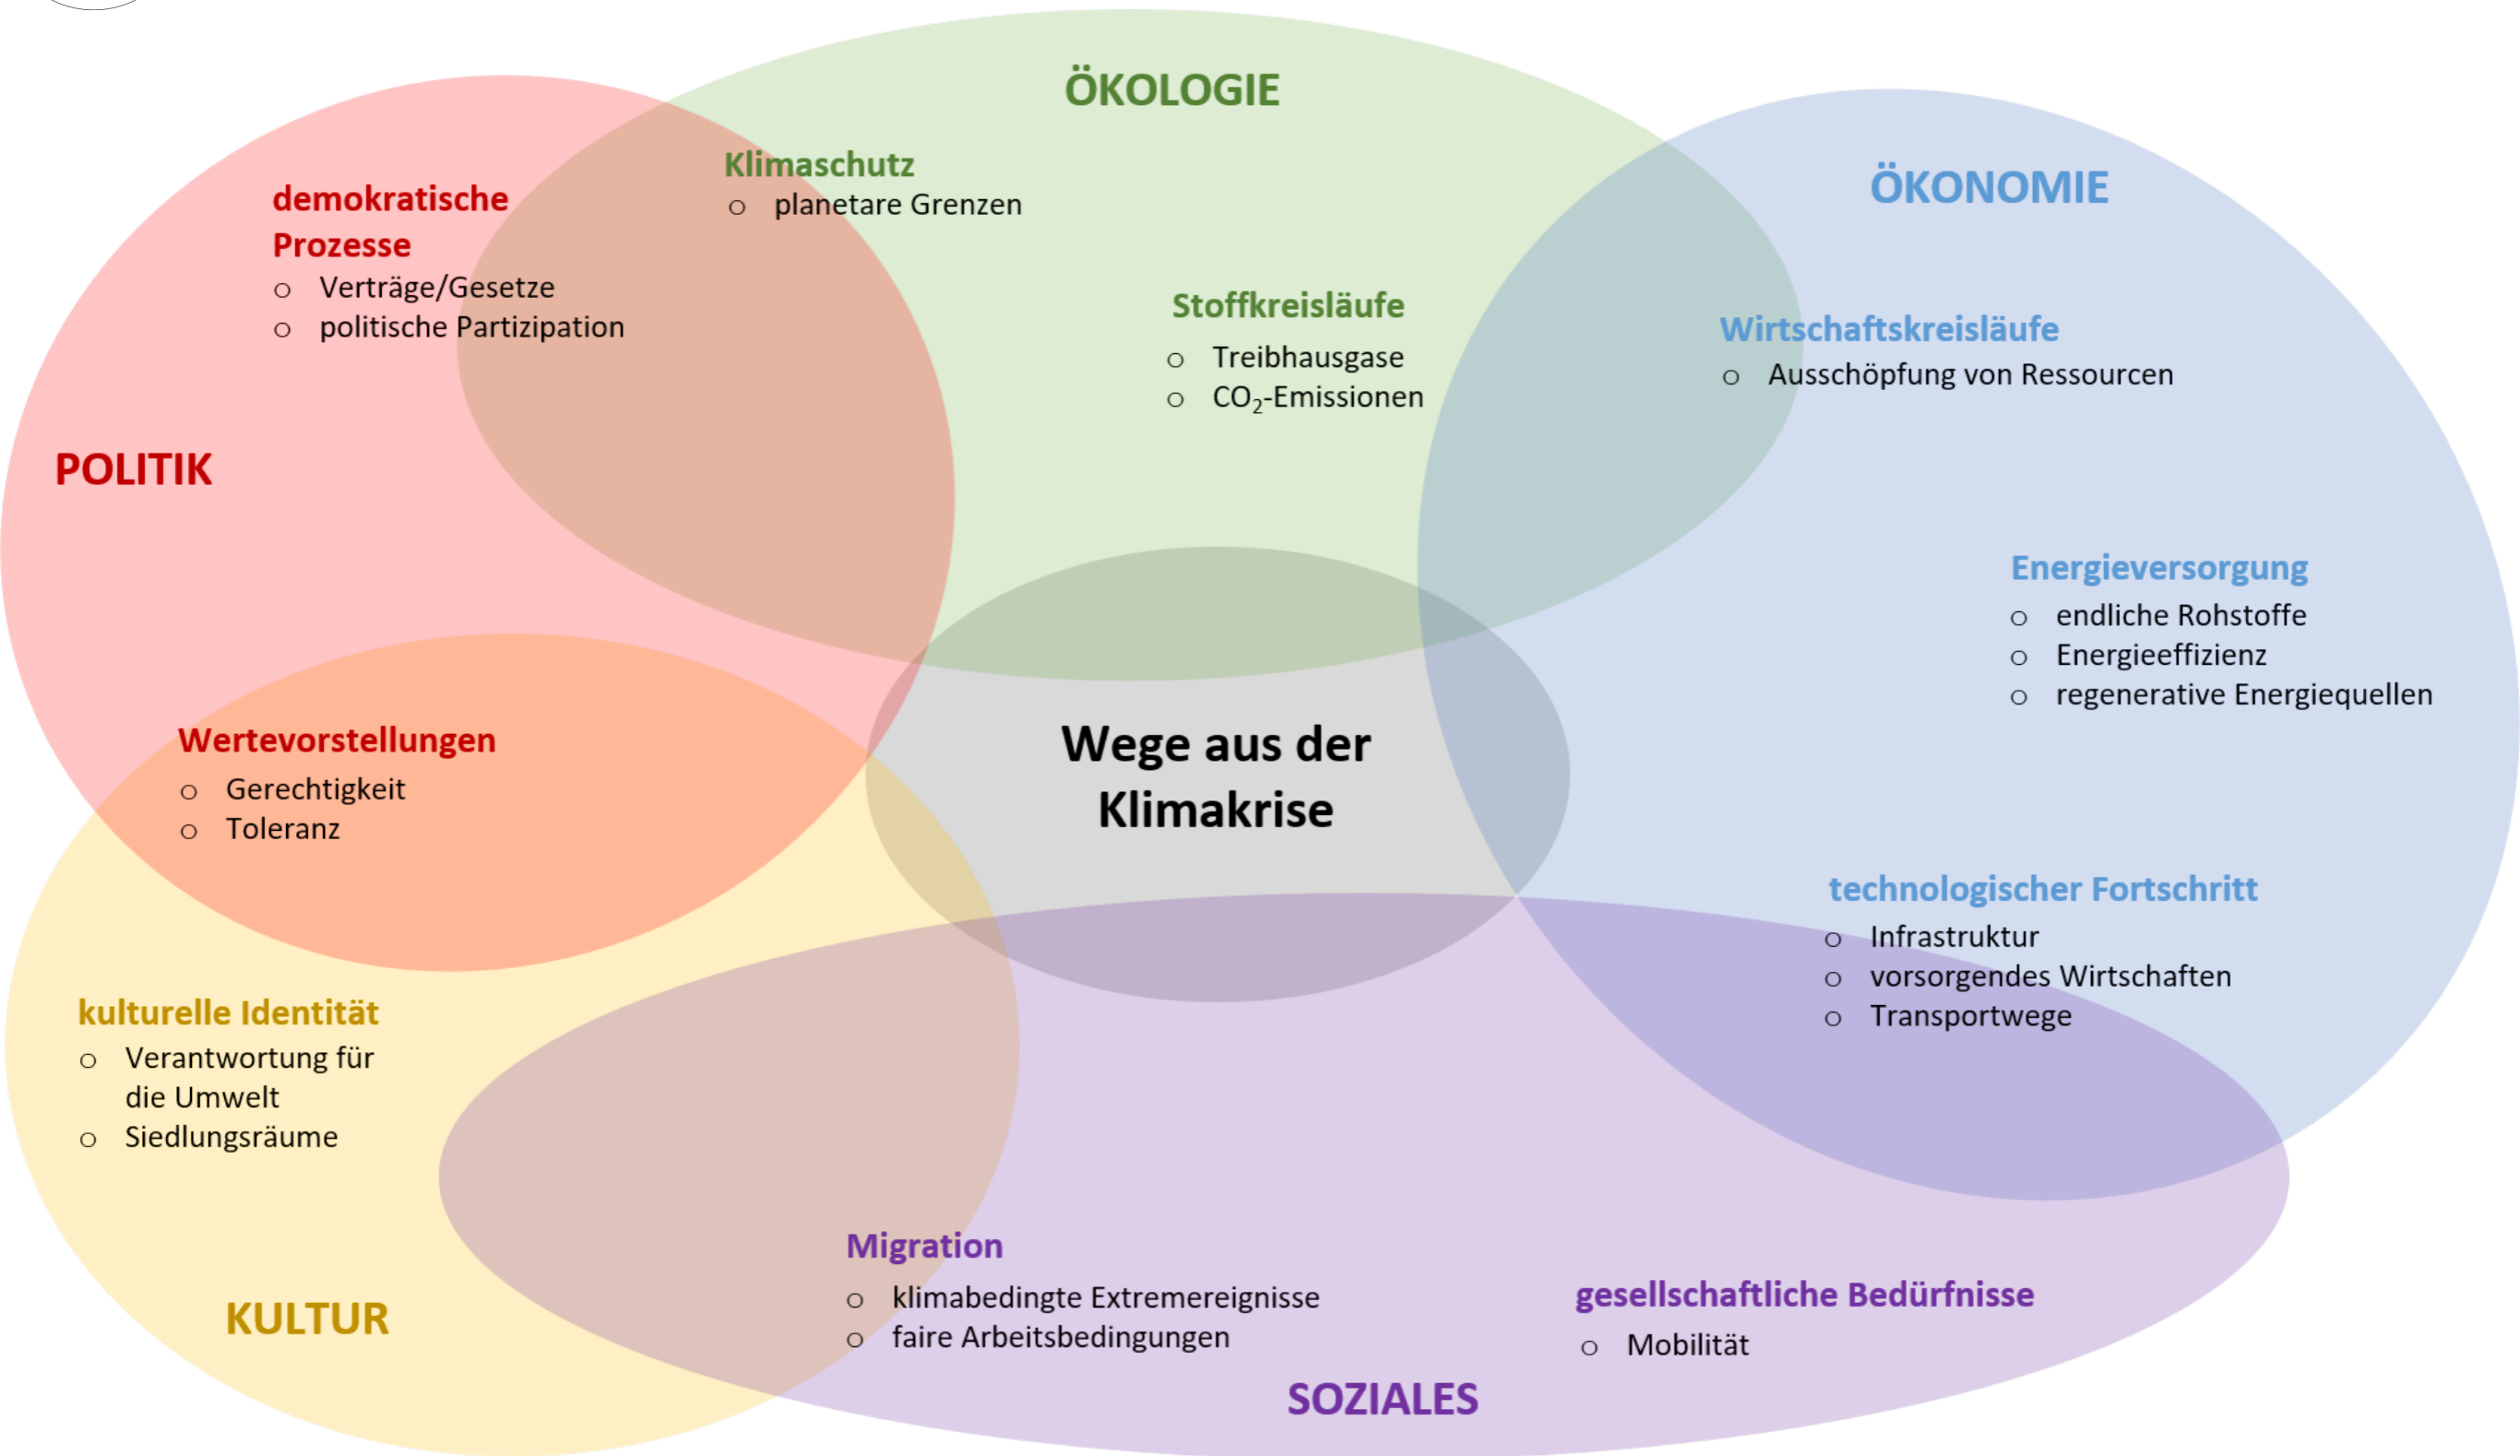 ÖKOLOGIE
Klimaschutz
o planetare Grenzen
Stoffkreisläufe
o Treibhausgase
o CO₂-Emissionen
ÖKONOMIE
Wirtschaftskreisläufe
o Ausschöpfung von Ressourcen
Energieversorgung
o endliche Rohstoffe
o Energieeffizienz
o regenerative Energiequellen
technologischer Fortschritt
o Infrastruktur
o vorsorgendes Wirtschaften
o Transportwege
demokratische
Prozesse
o Verträge/Gesetze
o politische Partizipation
POLITIK
Wertevorstellungen
o Gerechtigkeit
o Toleranz
Wege aus der
Klimakrise
kulturelle Identität
o Verantwortung für
die Umwelt
o Siedlungsräume
KULTUR
Migration
o klimabedingte Extremereignisse
o faire Arbeitsbedingungen
gesellschaftliche Bedürfnisse
o Mobilität
SOZIALES